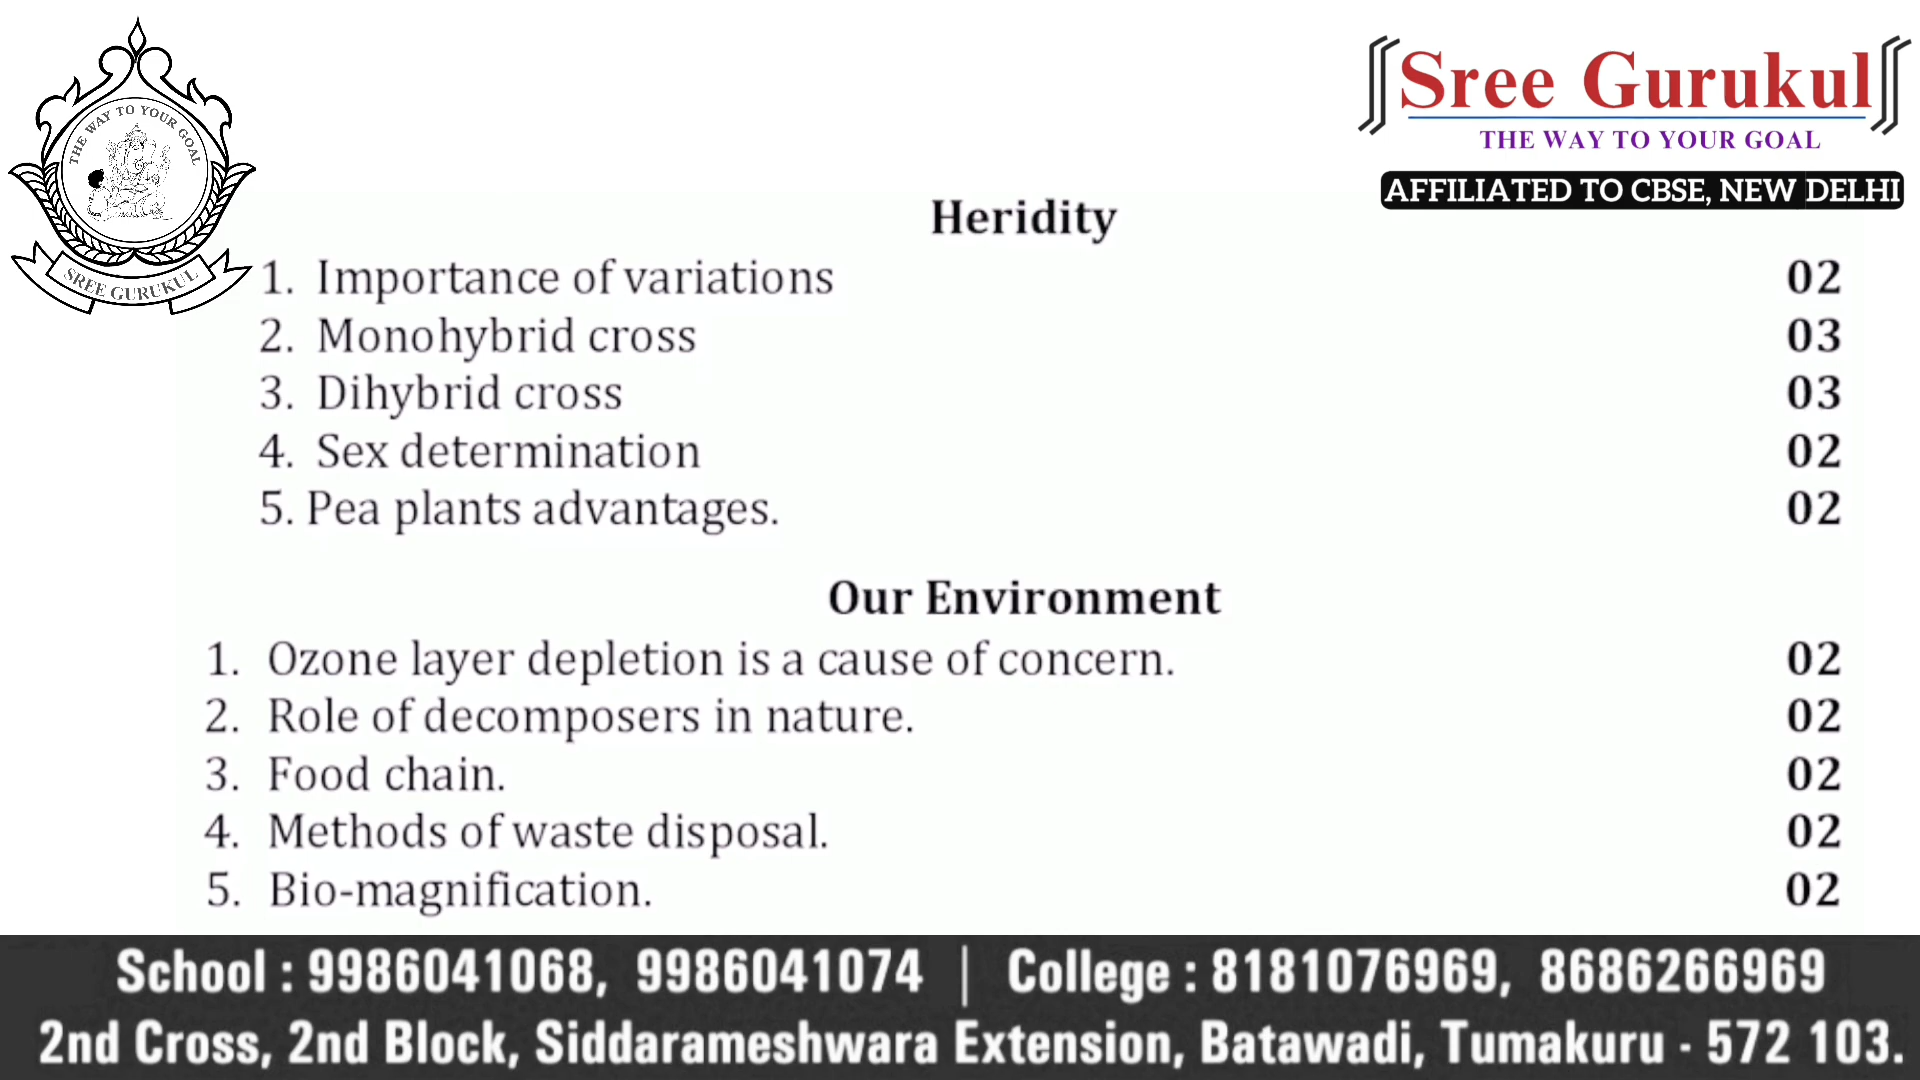 THE WAY TO YOUR GOAL
SREE GURUKUL
Sree Gurukul
THE WAY TO YOUR GOAL
AFFILIATED TO CBSE, NEW DELHI
Heridity
1. Importance of variations 02
2. Monohybrid cross 03
3. Dihybrid cross 03
4. Sex determination 02
5. Pea plants advantages. 02
Our Environment
1. Ozone layer depletion is a cause of concern. 02
2. Role of decomposers in nature. 02
3. Food chain. 02
4. Methods of waste disposal. 02
5. Bio-magnification. 02
School : 9986041068, 9986041074 | College : 8181076969, 8686266969
2nd Cross, 2nd Block, Siddarameshwara Extension, Batawadi, Tumakuru - 572 103.